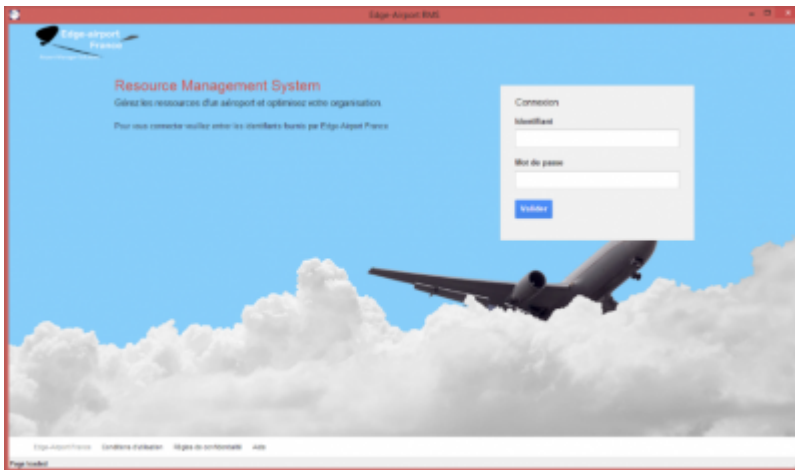 Edge-Airport RMS
Edge-airport
France
Resource Management System
Gérez les ressources d'un aéroport et optimisez votre organisation
Pour vous connecter veuillez entrer les identifiants fournis par Edge-Airport France
Connexion
Identifiant
Mot de passe
Valider
Edge-Airport France Conditions d'utilisation Règles de confidentialité Aide
Page loaded